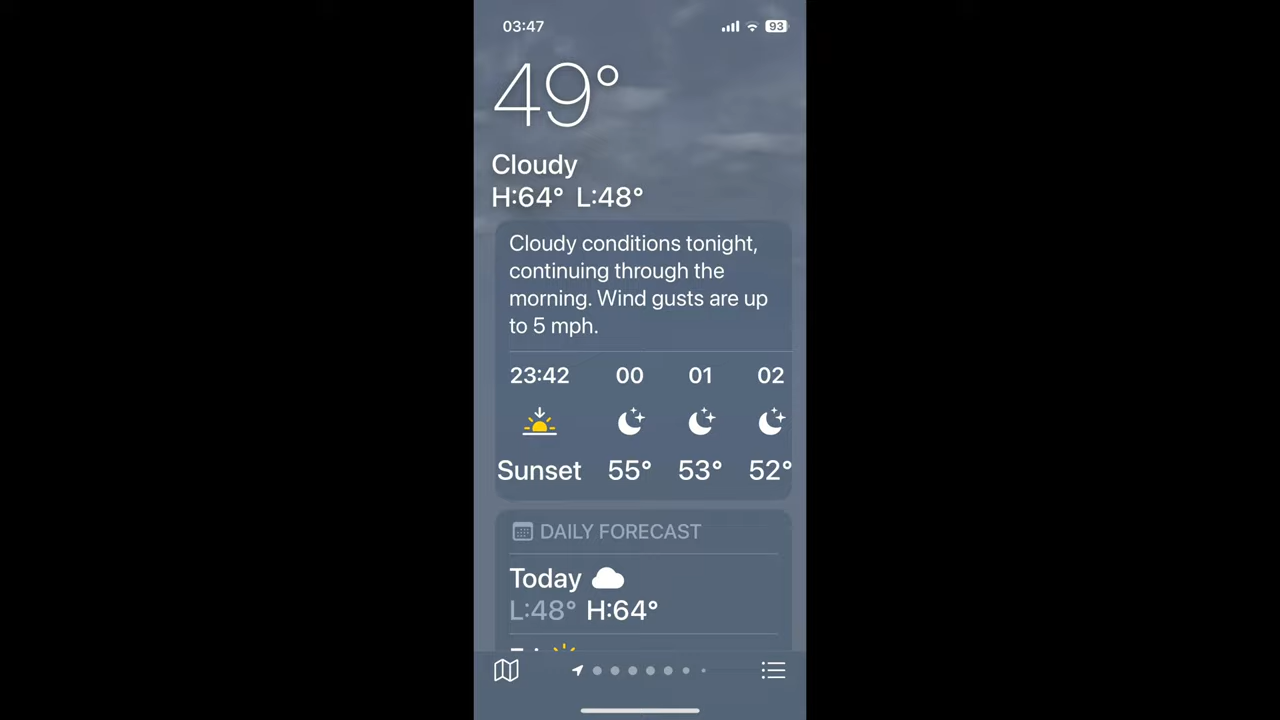 03:47
93
49°
Cloudy
H:64° L:48°
Cloudy conditions tonight,
continuing through the
morning. Wind gusts are up
to 5 mph.
23:42 00 01 02
Sunset 55° 53° 52°
DAILY FORECAST
Today
L:48° H:64°